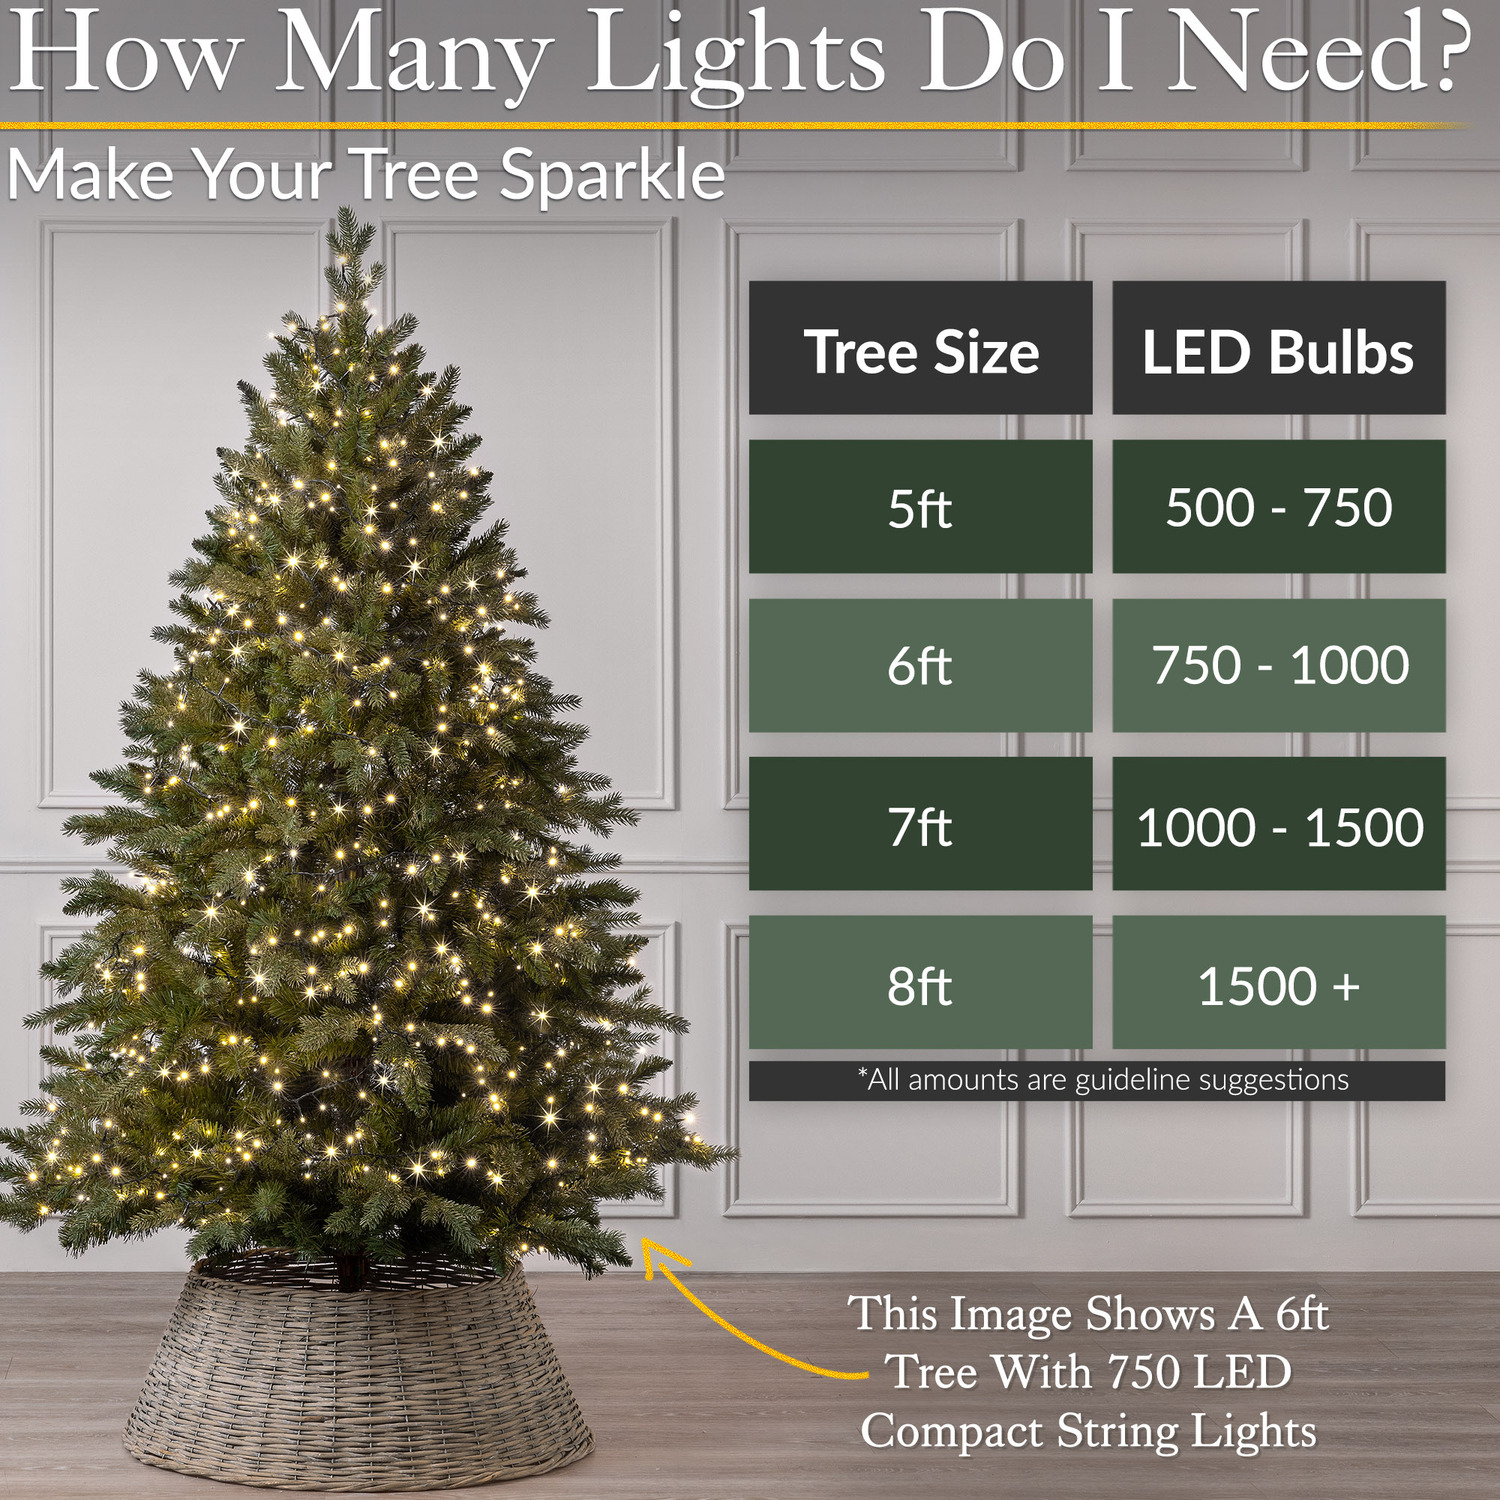 How Many Lights Do I Need?
Make Your Tree Sparkle
Tree Size LED Bulbs
5ft 500 - 750
6ft 750 - 1000
7ft 1000 - 1500
8ft 1500 +
*All amounts are guideline suggestions
This Image Shows A 6ft
Tree With 750 LED
Compact String Lights